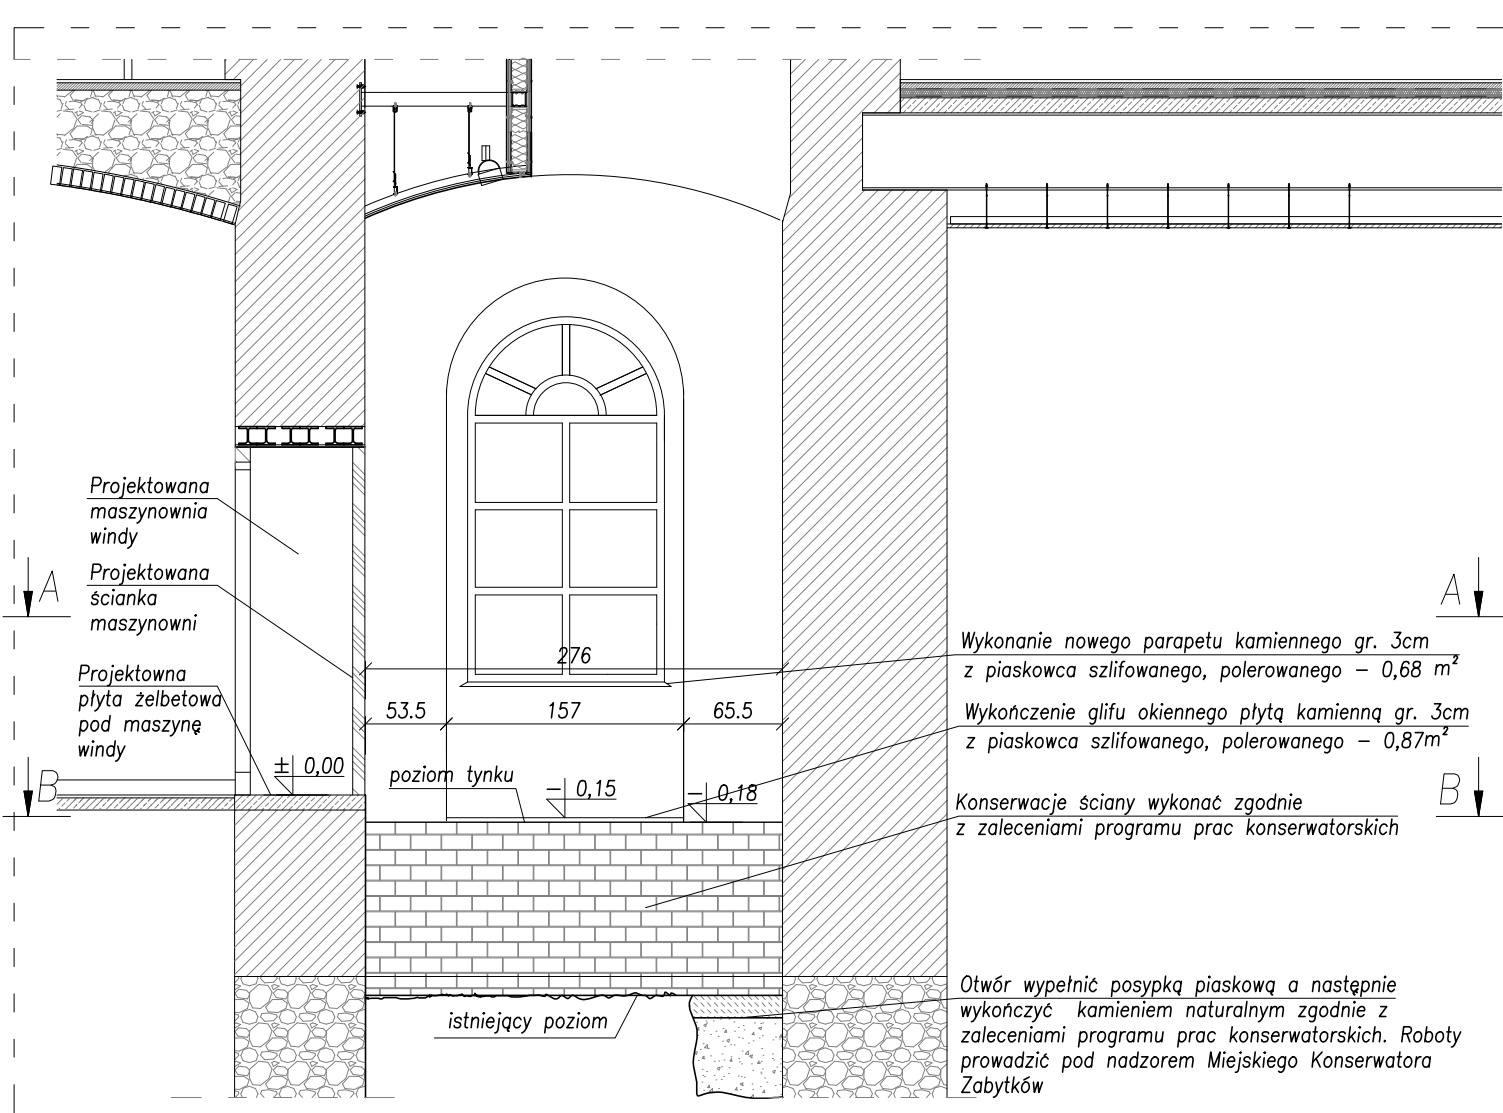 Projektowana
maszynownia
windy
Projektowana
ścianka
maszynowni
A
A
Projektowna
płyta żelbetowa
pod maszynę
windy
276
53.5
157
65.5
Wykonanie nowego parapetu kamiennego gr. 3cm
z piaskowca szlifowanego, polerowanego – 0,68 m²
Wykończenie glifu okiennego płytą kamienną gr. 3cm
z piaskowca szlifowanego, polerowanego – 0,87m²
B
± 0,00
poziom tynku
– 0,15
– 0,18
B
Konserwacje ściany wykonać zgodnie
z zaleceniami programu prac konserwatorskich
istniejący poziom
Otwór wypełnić posypką piaskową a następnie
wykończyć kamieniem naturalnym zgodnie z
zaleceniami programu prac konserwatorskich. Roboty
prowadzić pod nadzorem Miejskiego Konserwatora
Zabytków